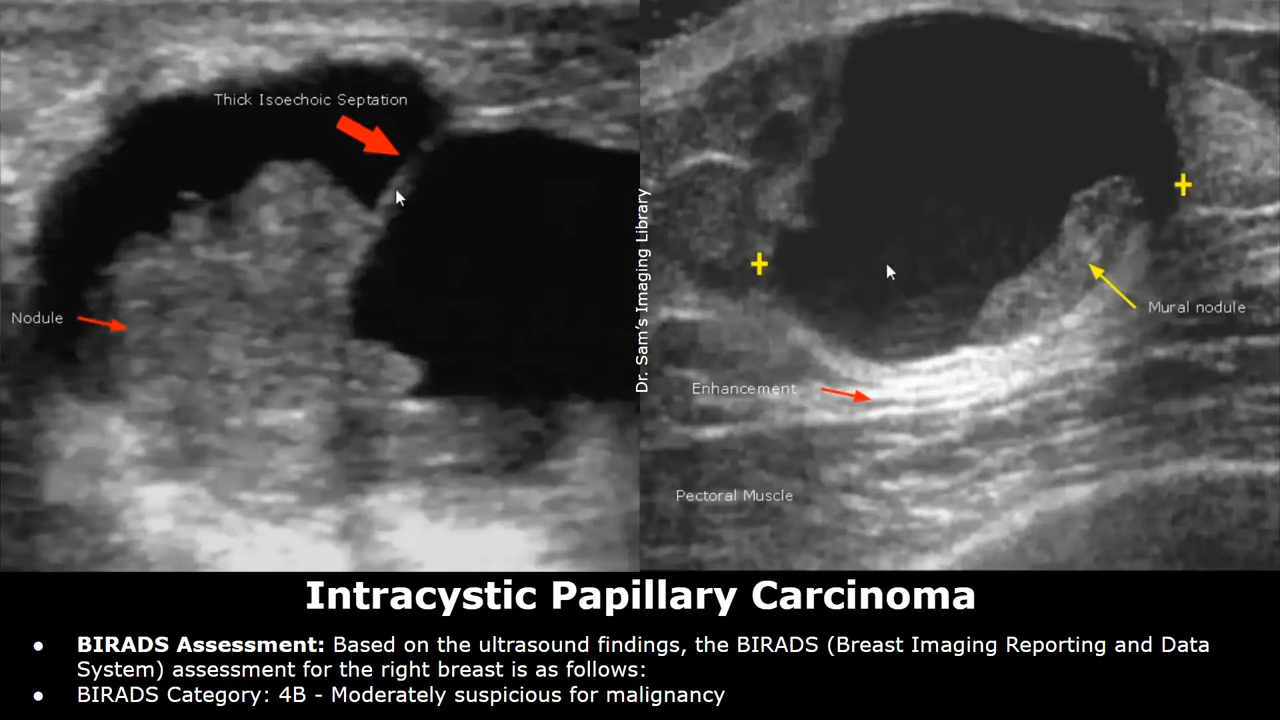 Thick Isoechoic Septation
Nodule
Dr. Sam's Imaging Library
Mural nodule
Enhancement
Pectoral Muscle
Intracystic Papillary Carcinoma
● BIRADS Assessment: Based on the ultrasound findings, the BIRADS (Breast Imaging Reporting and Data
System) assessment for the right breast is as follows:
● BIRADS Category: 4B - Moderately suspicious for malignancy